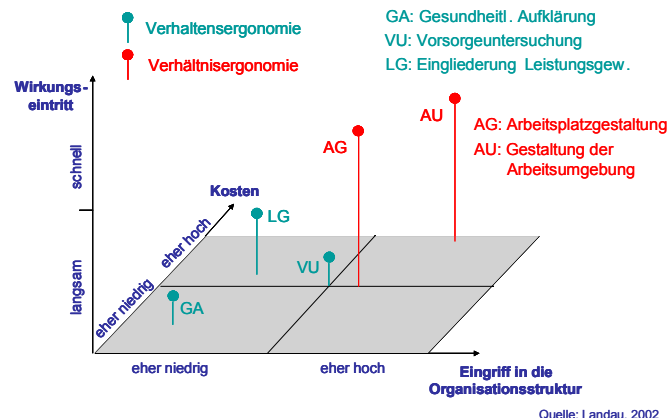 Verhaltensergonomie
Verhältnisergonomie
GA: Gesundheitl. Aufklärung
VU: Vorsorgeuntersuchung
LG: Eingliederung Leistungsgew.
Wirkungs-
eintritt
schnell
langsam
Kosten
eher hoch
eher niedrig
AG
AU
AG: Arbeitsplatzgestaltung
AU: Gestaltung der
Arbeitsumgebung
LG
VU
GA
eher niedrig
eher hoch
Eingriff in die
Organisationsstruktur
Quelle: Landau, 2002